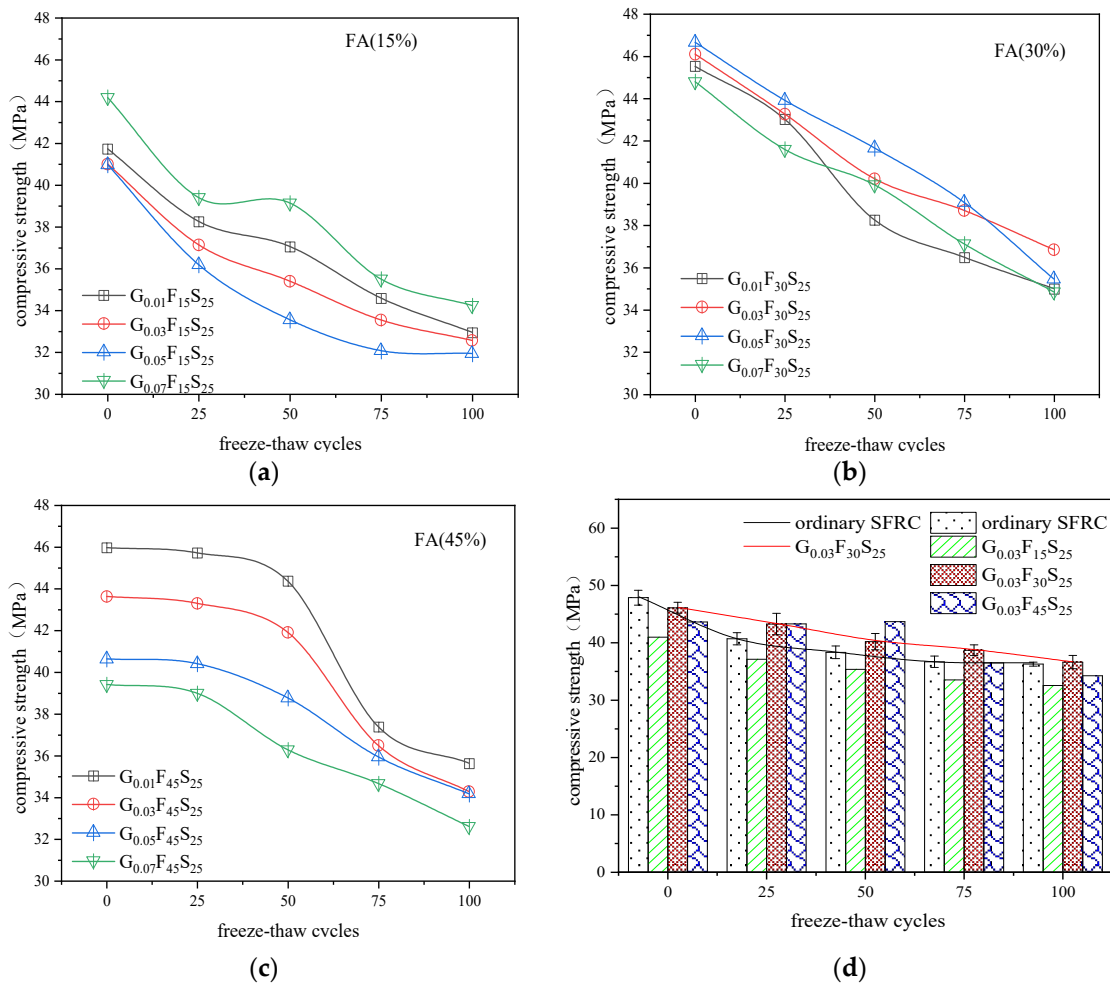 48
46
44
42
40
38
36
34
32
30
compressive strength (MPa)
FA(15%)
G0.01F15S25
G0.03F15S25
G0.05F15S25
G0.07F15S25
0 25 50 75 100
freeze-thaw cycles
(a)
48
46
44
42
40
38
36
34
32
30
compressive strength (MPa)
FA(30%)
G0.01F30S25
G0.03F30S25
G0.05F30S25
G0.07F30S25
0 25 50 75 100
freeze-thaw cycles
(b)
48
46
44
42
40
38
36
34
32
30
compressive strength (MPa)
FA(45%)
G0.01F45S25
G0.03F45S25
G0.05F45S25
G0.07F45S25
0 25 50 75 100
freeze-thaw cycles
(c)
60
50
40
30
20
10
0
compressive strength (MPa)
ordinary SFRC
G0.03F30S25
ordinary SFRC
G0.03F15S25
G0.03F30S25
G0.03F45S25
0 25 50 75 100
freeze-thaw cycles
(d)